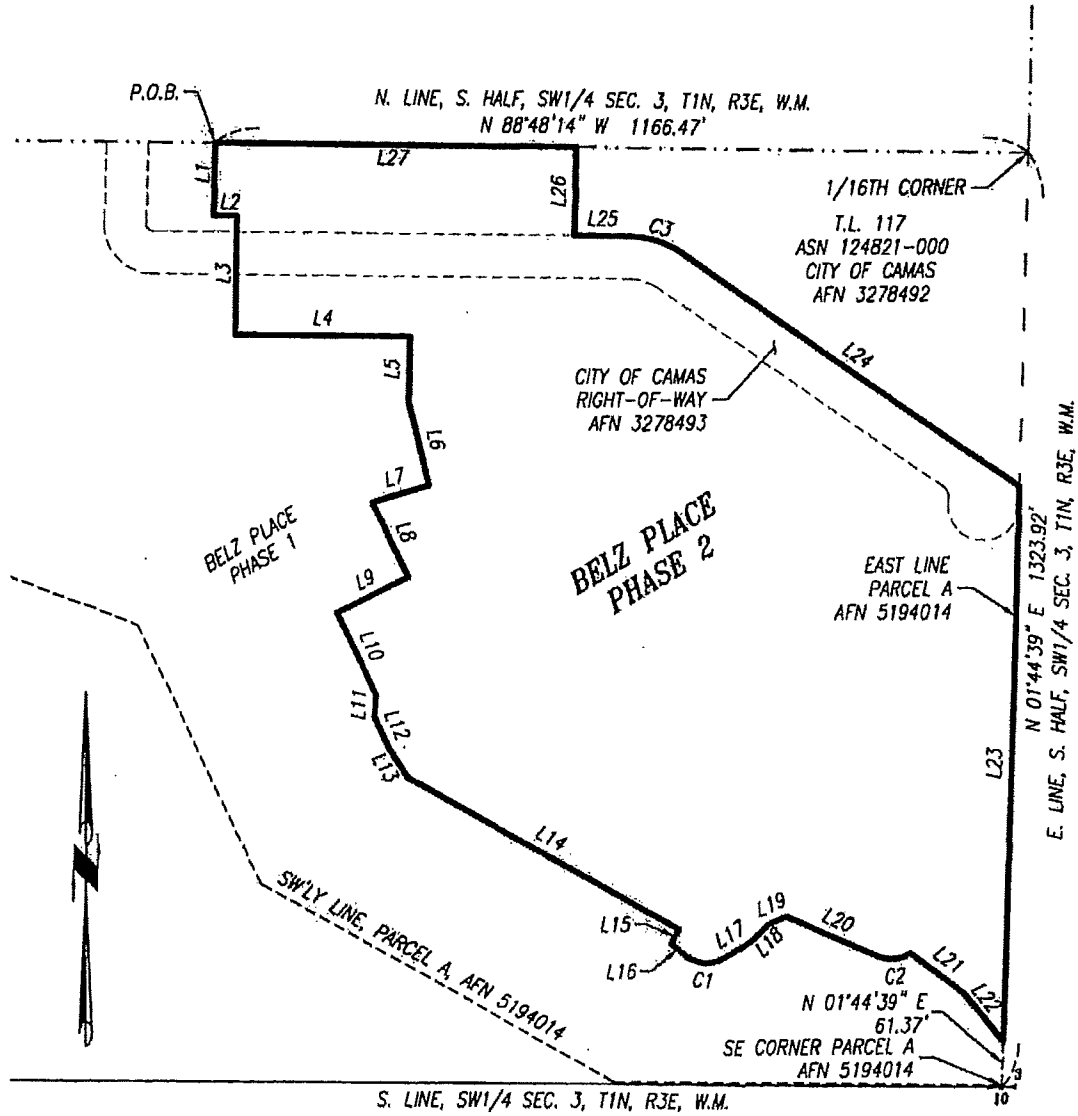 P.O.B.
N. LINE, S. HALF, SW1/4 SEC. 3, T1N, R3E, W.M.
N 88°48'14" W 1166.47'
L27
L1
L2
L26
L25
C3
1/16TH CORNER
T.L. 117
ASN 124821-000
CITY OF CAMAS
AFN 3278492
L3
L4
L5
L24
CITY OF CAMAS
RIGHT-OF-WAY
AFN 3278493
L6
L7
L8
BELZ PLACE
PHASE 1
BELZ PLACE
PHASE 2
L9
EAST LINE
PARCEL A
AFN 5194014
N 01°44'39" E 1323.92'
E. LINE, S. HALF, SW1/4 SEC. 3, T1N, R3E, W.M.
L10
L11
L12
L13
L23
L14
SW'LY LINE, PARCEL A, AFN 5194014
L15
L16
C1
L17
L18
L19
L20
C2
L21
L22
N 01°44'39" E
61.37'
SE CORNER PARCEL A
AFN 5194014
3
10
S. LINE, SW1/4 SEC. 3, T1N, R3E, W.M.